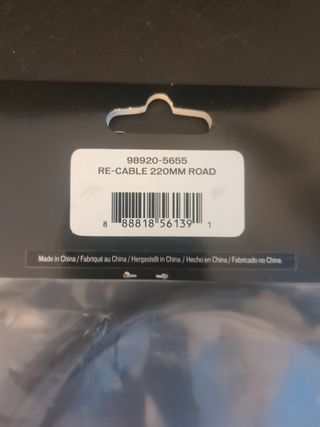 98920-5655
RE-CABLE 220MM ROAD
8 88818 56139 1
Made in China / Fabriqué au China / Hergestellt in China / Hecho en China / Fabricado no China